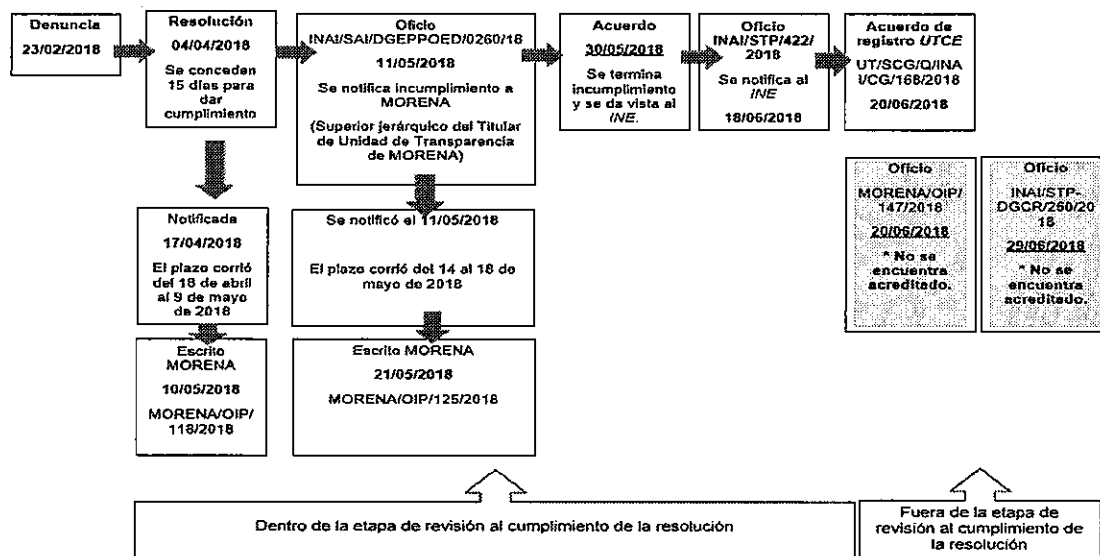 Denuncia
23/02/2018
Resolución
04/04/2018
Se conceden
15 días para
dar
cumplimiento
Oficio
INAI/SAI/DGEPPOED/0260/18
11/05/2018
Se notifica incumplimiento a
MORENA
(Superior jerárquico del Titular
de Unidad de Transparencia
de MORENA)
Acuerdo
30/05/2018
Se termina
incumplimiento
y se da vista al
INE.
Oficio
INAI/STP/422/
2018
Se notifica al INE
18/06/2018
Acuerdo de
registro UTCE
UT/SCG/Q/INA
I/CG/168/2018
20/06/2018
Notificada
17/04/2018
El plazo corrió
del 18 de abril
al 9 de mayo
de 2018
Se notificó el 11/05/2018
El plazo corrió del 14 al 18 de
mayo de 2018
Oficio
MORENA/OIP/
147/2018
20/06/2018
* No se
encuentra
acreditado.
Oficio
INAI/STP-
DGCR/260/20
18
29/06/2018
* No se
encuentra
acreditado.
Escrito
MORENA
10/05/2018
MORENA/OIP/
118/2018
Escrito MORENA
21/05/2018
MORENA/OIP/125/2018
Dentro de la etapa de revisión al cumplimiento de la resolución
Fuera de la etapa de
revisión al cumplimiento de
la resolución